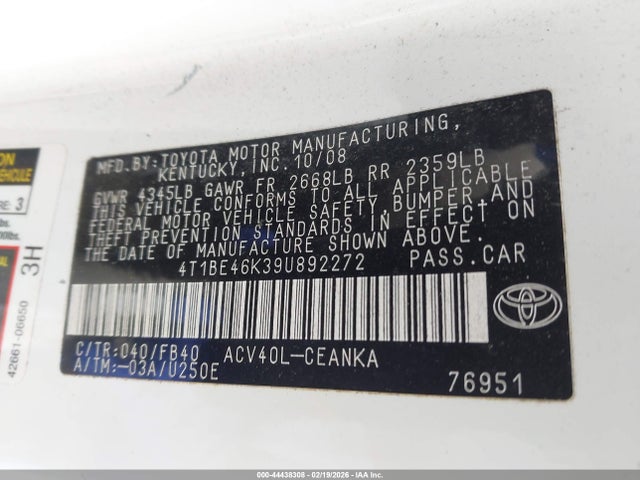 MFD.BY:TOYOTA MOTOR MANUFACTURING,
KENTUCKY, INC. 10/08
GVWR 4345LB GAWR FR 2668LB RR 2359LB
THIS VEHICLE CONFORMS TO ALL APPLICABLE
FEDERAL MOTOR VEHICLE SAFETY, BUMPER, AND
THEFT PREVENTION STANDARDS IN EFFECT ON
THE DATE OF MANUFACTURE SHOWN ABOVE.
4T1BE46K39U892272 PASS.CAR
C/TR:040/FB40 ACV40L-CEANKA
A/TM:-03A/U250E
76951
TOYOTA
3H
42661-06650
000-44438308 - 02/19/2026 - IAAI, Inc.